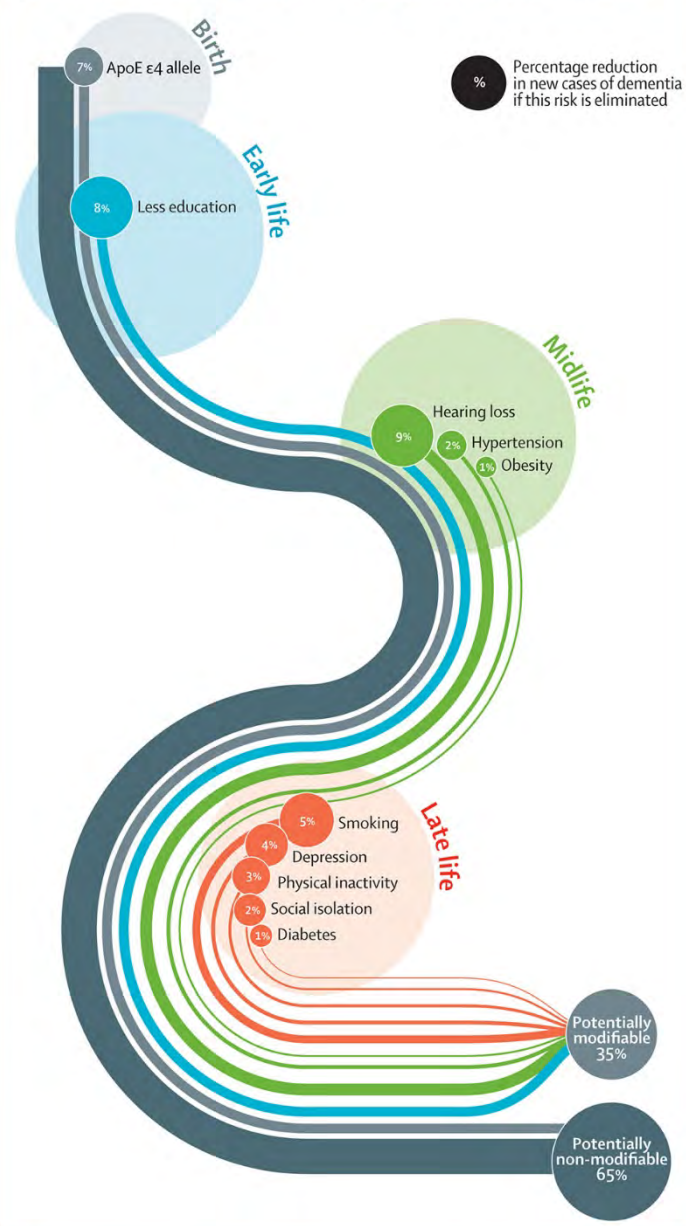 Birth
7%
ApoE ε4 allele
%
Percentage reduction
in new cases of dementia
if this risk is eliminated
Early life
8%
Less education
Midlife
9%
Hearing loss
2%
Hypertension
1%
Obesity
Late life
5%
Smoking
4%
Depression
3%
Physical inactivity
2%
Social isolation
1%
Diabetes
Potentially
modifiable
35%
Potentially
non-modifiable
65%